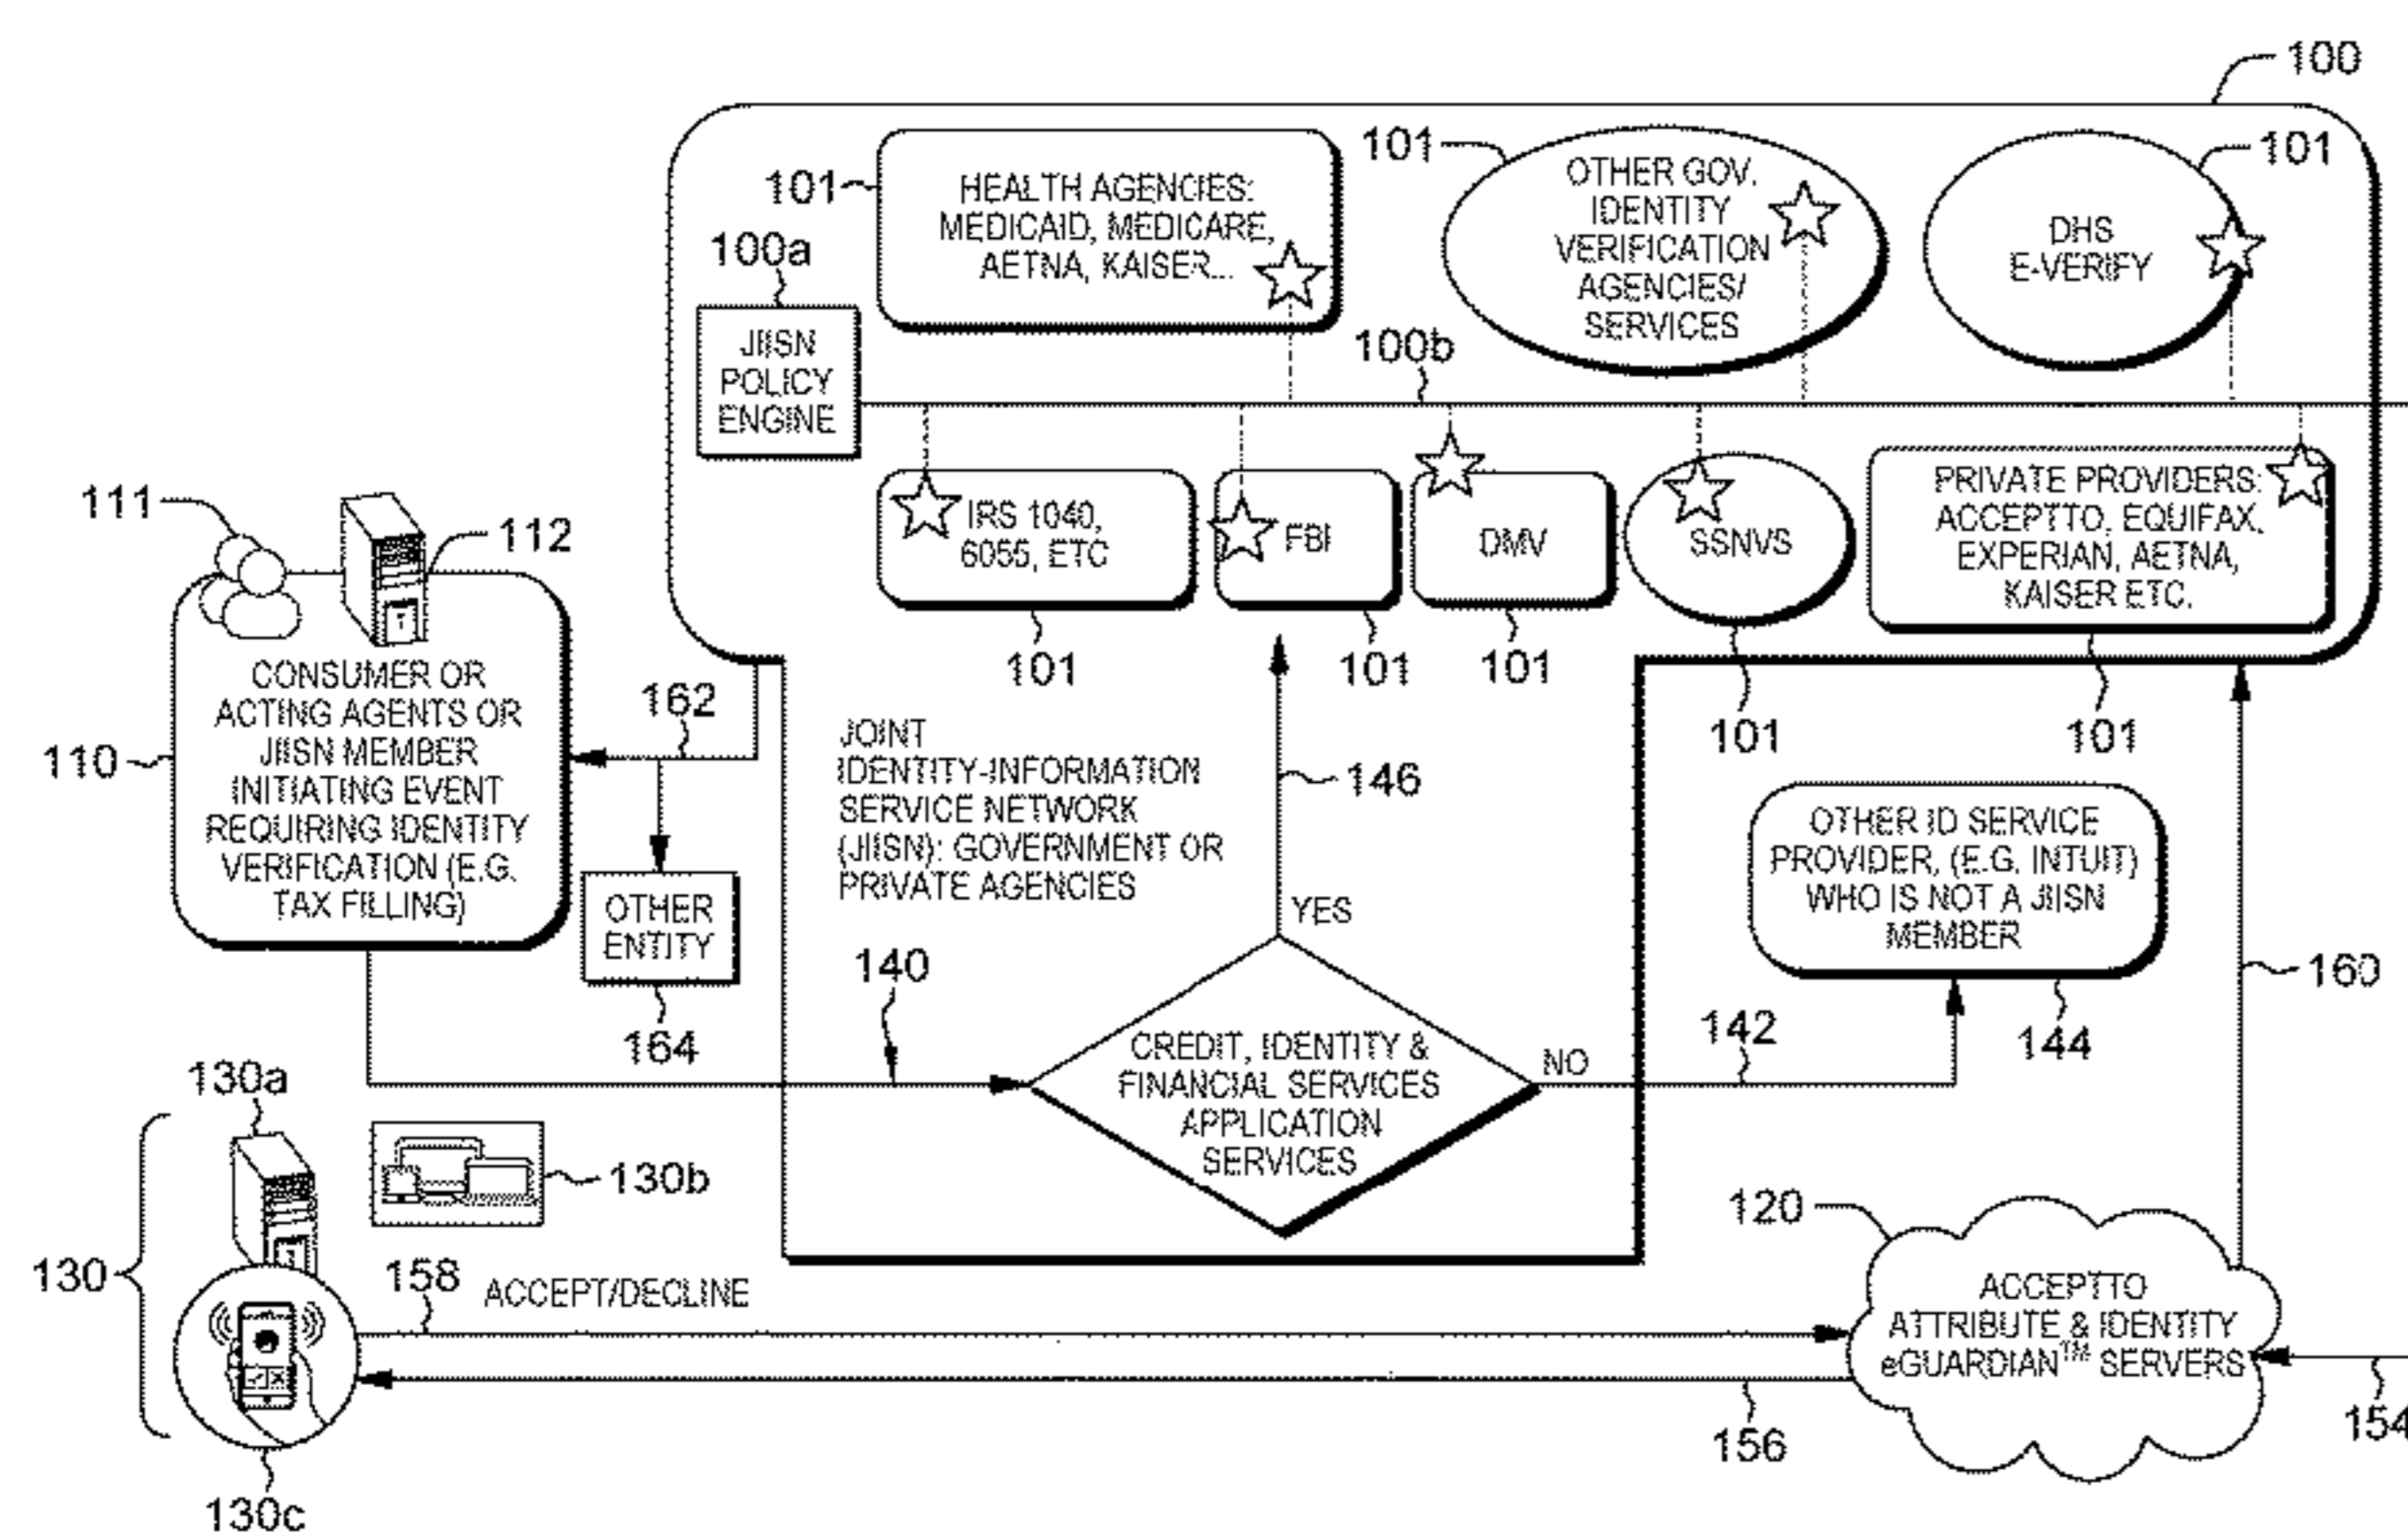 100
101
HEALTH AGENCIES:
MEDICAID, MEDICARE,
AETNA, KAISER...
101
OTHER GOV.
IDENTITY
VERIFICATION
AGENCIES/
SERVICES
101
DHS
E-VERIFY
100a
JIISN
POLICY
ENGINE
100b
IRS 1040,
6055, ETC
101
FBI
101
DMV
101
SSNVS
101
PRIVATE PROVIDERS:
ACCEPTTO, EQUIFAX,
EXPERIAN, AETNA,
KAISER ETC.
101
111
112
110
CONSUMER OR
ACTING AGENTS OR
JIISN MEMBER
INITIATING EVENT
REQUIRING IDENTITY
VERIFICATION (E.G.
TAX FILLING)
162
OTHER
ENTITY
164
JOINT
IDENTITY-INFORMATION
SERVICE NETWORK
(JIISN): GOVERNMENT OR
PRIVATE AGENCIES
146
YES
140
CREDIT, IDENTITY &
FINANCIAL SERVICES
APPLICATION
SERVICES
NO
142
OTHER ID SERVICE
PROVIDER, (E.G. INTUIT)
WHO IS NOT A JIISN
MEMBER
144
160
130a
130b
130
130c
158
ACCEPT/DECLINE
156
120
ACCEPTTO
ATTRIBUTE & IDENTITY
eGUARDIAN™ SERVERS
154